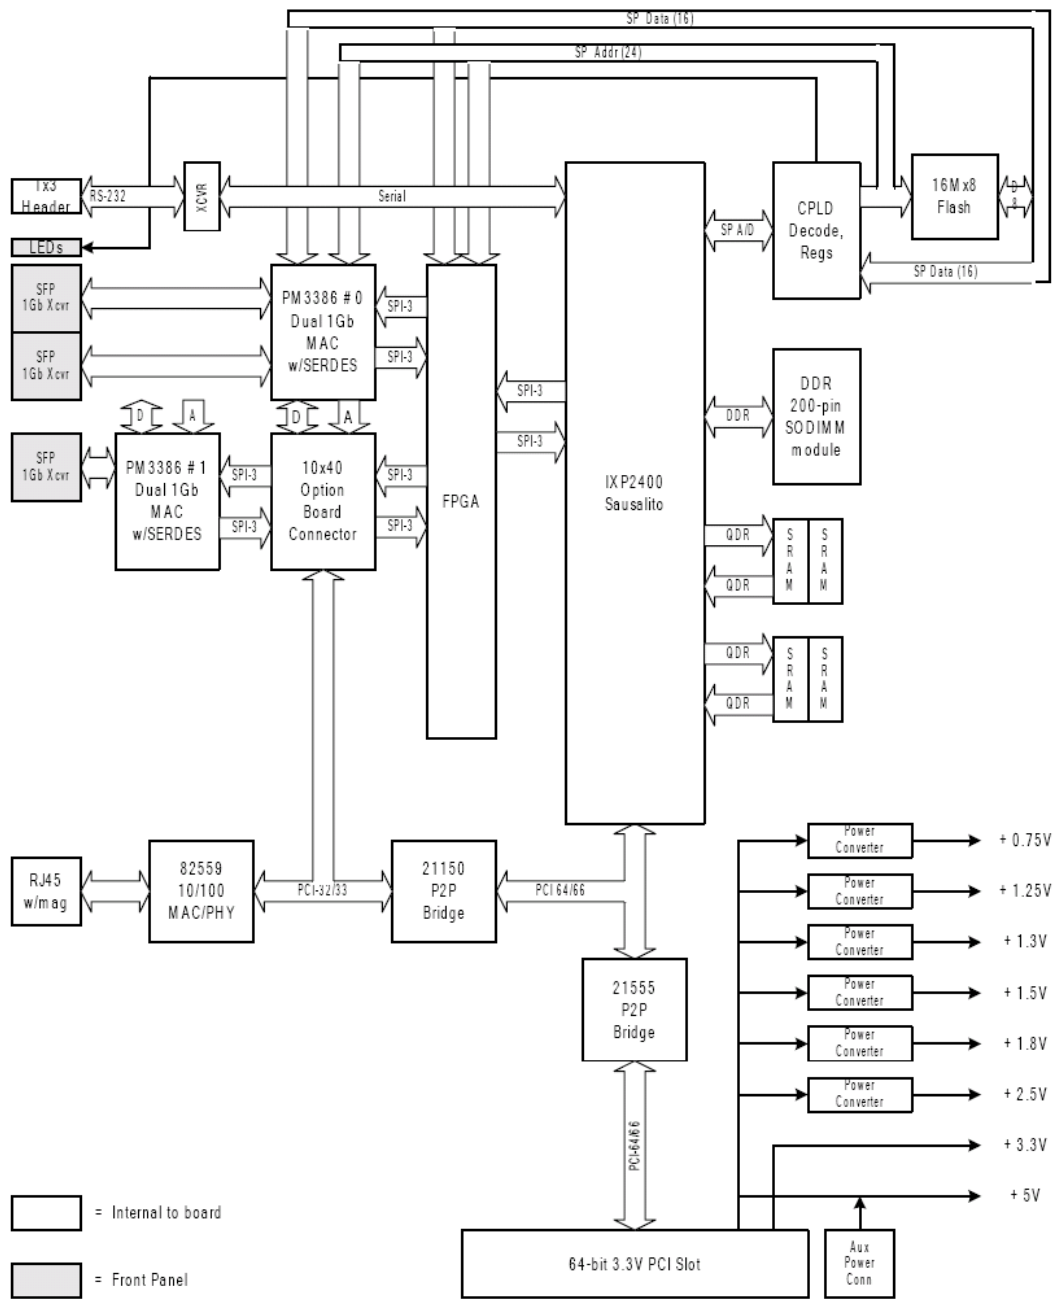 SP Data (16)
SP Addr (24)
1x3
Header
RS-232
XCVR
Serial
LEDs
SP A/D
CPLD
Decode,
Regs
16Mx8
Flash
D
8
SP Data (16)
SFP
1Gb Xcvr
SFP
1Gb Xcvr
PM3386 #0
Dual 1Gb
MAC
w/SERDES
SPI-3
SPI-3
SPI-3
SPI-3
D
A
D
A
SFP
1Gb Xcvr
PM3386 #1
Dual 1Gb
MAC
w/SERDES
SPI-3
SPI-3
10x40
Option
Board
Connector
SPI-3
SPI-3
FPGA
IXP2400
Sausalito
DDR
DDR
200-pin
SODIMM
module
QDR
QDR
SRAM
SRAM
QDR
QDR
SRAM
SRAM
RJ45
w/mag
82559
10/100
MAC/PHY
PCI-32/33
21150
P2P
Bridge
PCI 64/66
21555
P2P
Bridge
PCI-64/66
64-bit 3.3V PCI Slot
Power
Converter
+ 0.75V
Power
Converter
+ 1.25V
Power
Converter
+ 1.3V
Power
Converter
+ 1.5V
Power
Converter
+ 1.8V
Power
Converter
+ 2.5V
+ 3.3V
+ 5V
Aux
Power
Conn
= Internal to board
= Front Panel